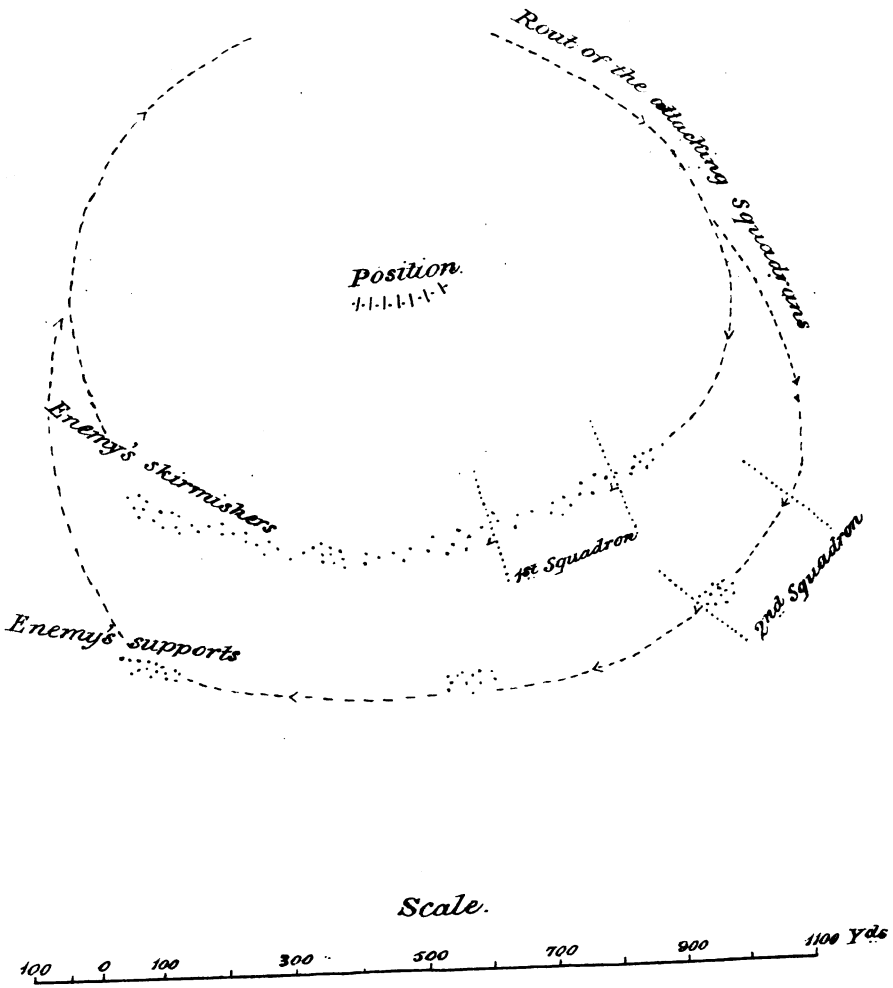 Rout of the attacking Squadrans
Position.
Enemy's skirmishers
1st Squadron
2nd Squadron
Enemy's supports
Scale.
100 0 100 300 500 700 900 1100 Yds